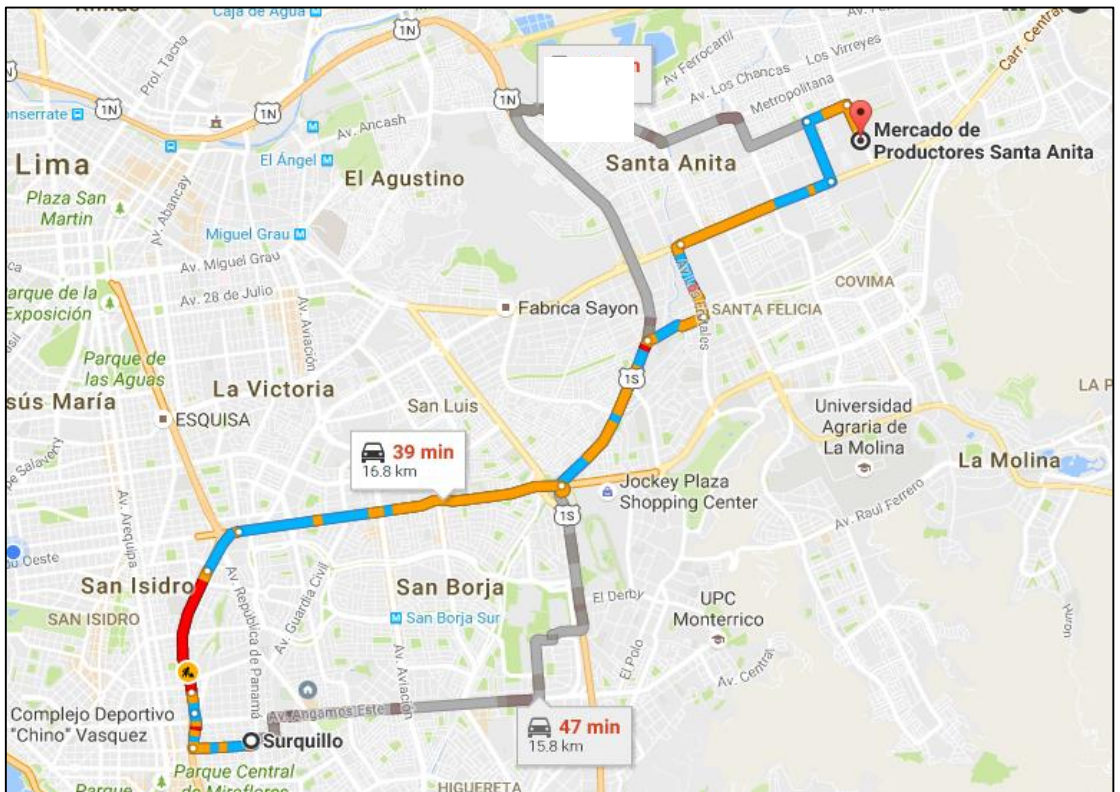 Caja de Agua
1N
1N
1N
1N
Prol. Tacna
Av. Ancash
El Ángel
Lima
El Agustino
Plaza San
Martin
Av. Abancay
Miguel Grau
Av. Miguel Grau
Av. 28 de Julio
Parque de
las Aguas
La Victoria
ESQUISA
Av. Aviación
San Luis
Fabrica Sayon
Av Ferrocarril
Av. Los Chancas
Los Virreyes
Metropolitana
Carr. Central
Mercado de
Productores Santa Anita
Santa Anita
COVIMA
SANTA FELICIA
1S
Universidad
Agraria de
La Molina
La Molina
Av. Raul Ferrero
39 min
16.8 km
Jockey Plaza
Shopping Center
1S
Av. Arequipa
San Isidro
SAN ISIDRO
Av. República de Panamá
Av. Guardia Civil
San Borja
San Borja Sur
Av. Aviación
El Derby
El Polo
UPC
Monterrico
Av. Central
Av. Angamos Este
47 min
15.8 km
Complejo Deportivo
"Chino" Vasquez
Surquillo
Parque Central
de Miraflores
Parque
HIGUERETA